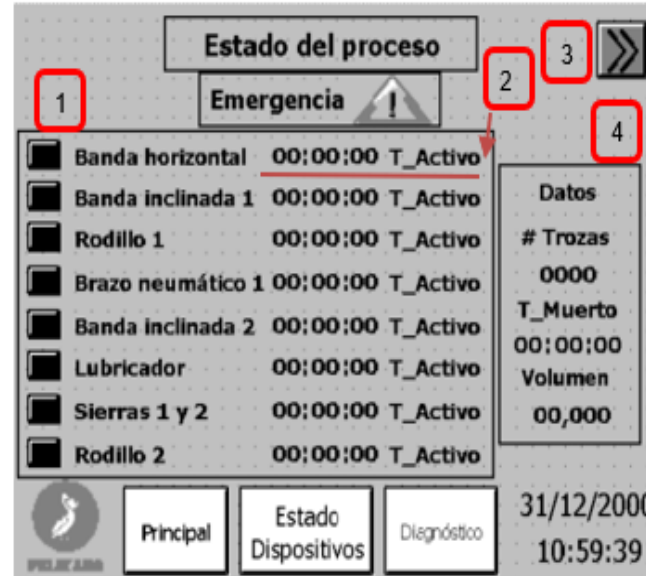 Estado del proceso
3
2
Emergencia
1
4
Banda horizontal 00:00:00 T_Activo
Banda inclinada 1 00:00:00 T_Activo
Rodillo 1 00:00:00 T_Activo
Brazo neumático 1 00:00:00 T_Activo
Banda inclinada 2 00:00:00 T_Activo
Lubricador 00:00:00 T_Activo
Sierras 1 y 2 00:00:00 T_Activo
Rodillo 2 00:00:00 T_Activo
Datos
# Trozas
0000
T_Muerto
00:00:00
Volumen
00,000
Principal
Estado
Dispositivos
Diagnóstico
31/12/2000
10:59:39